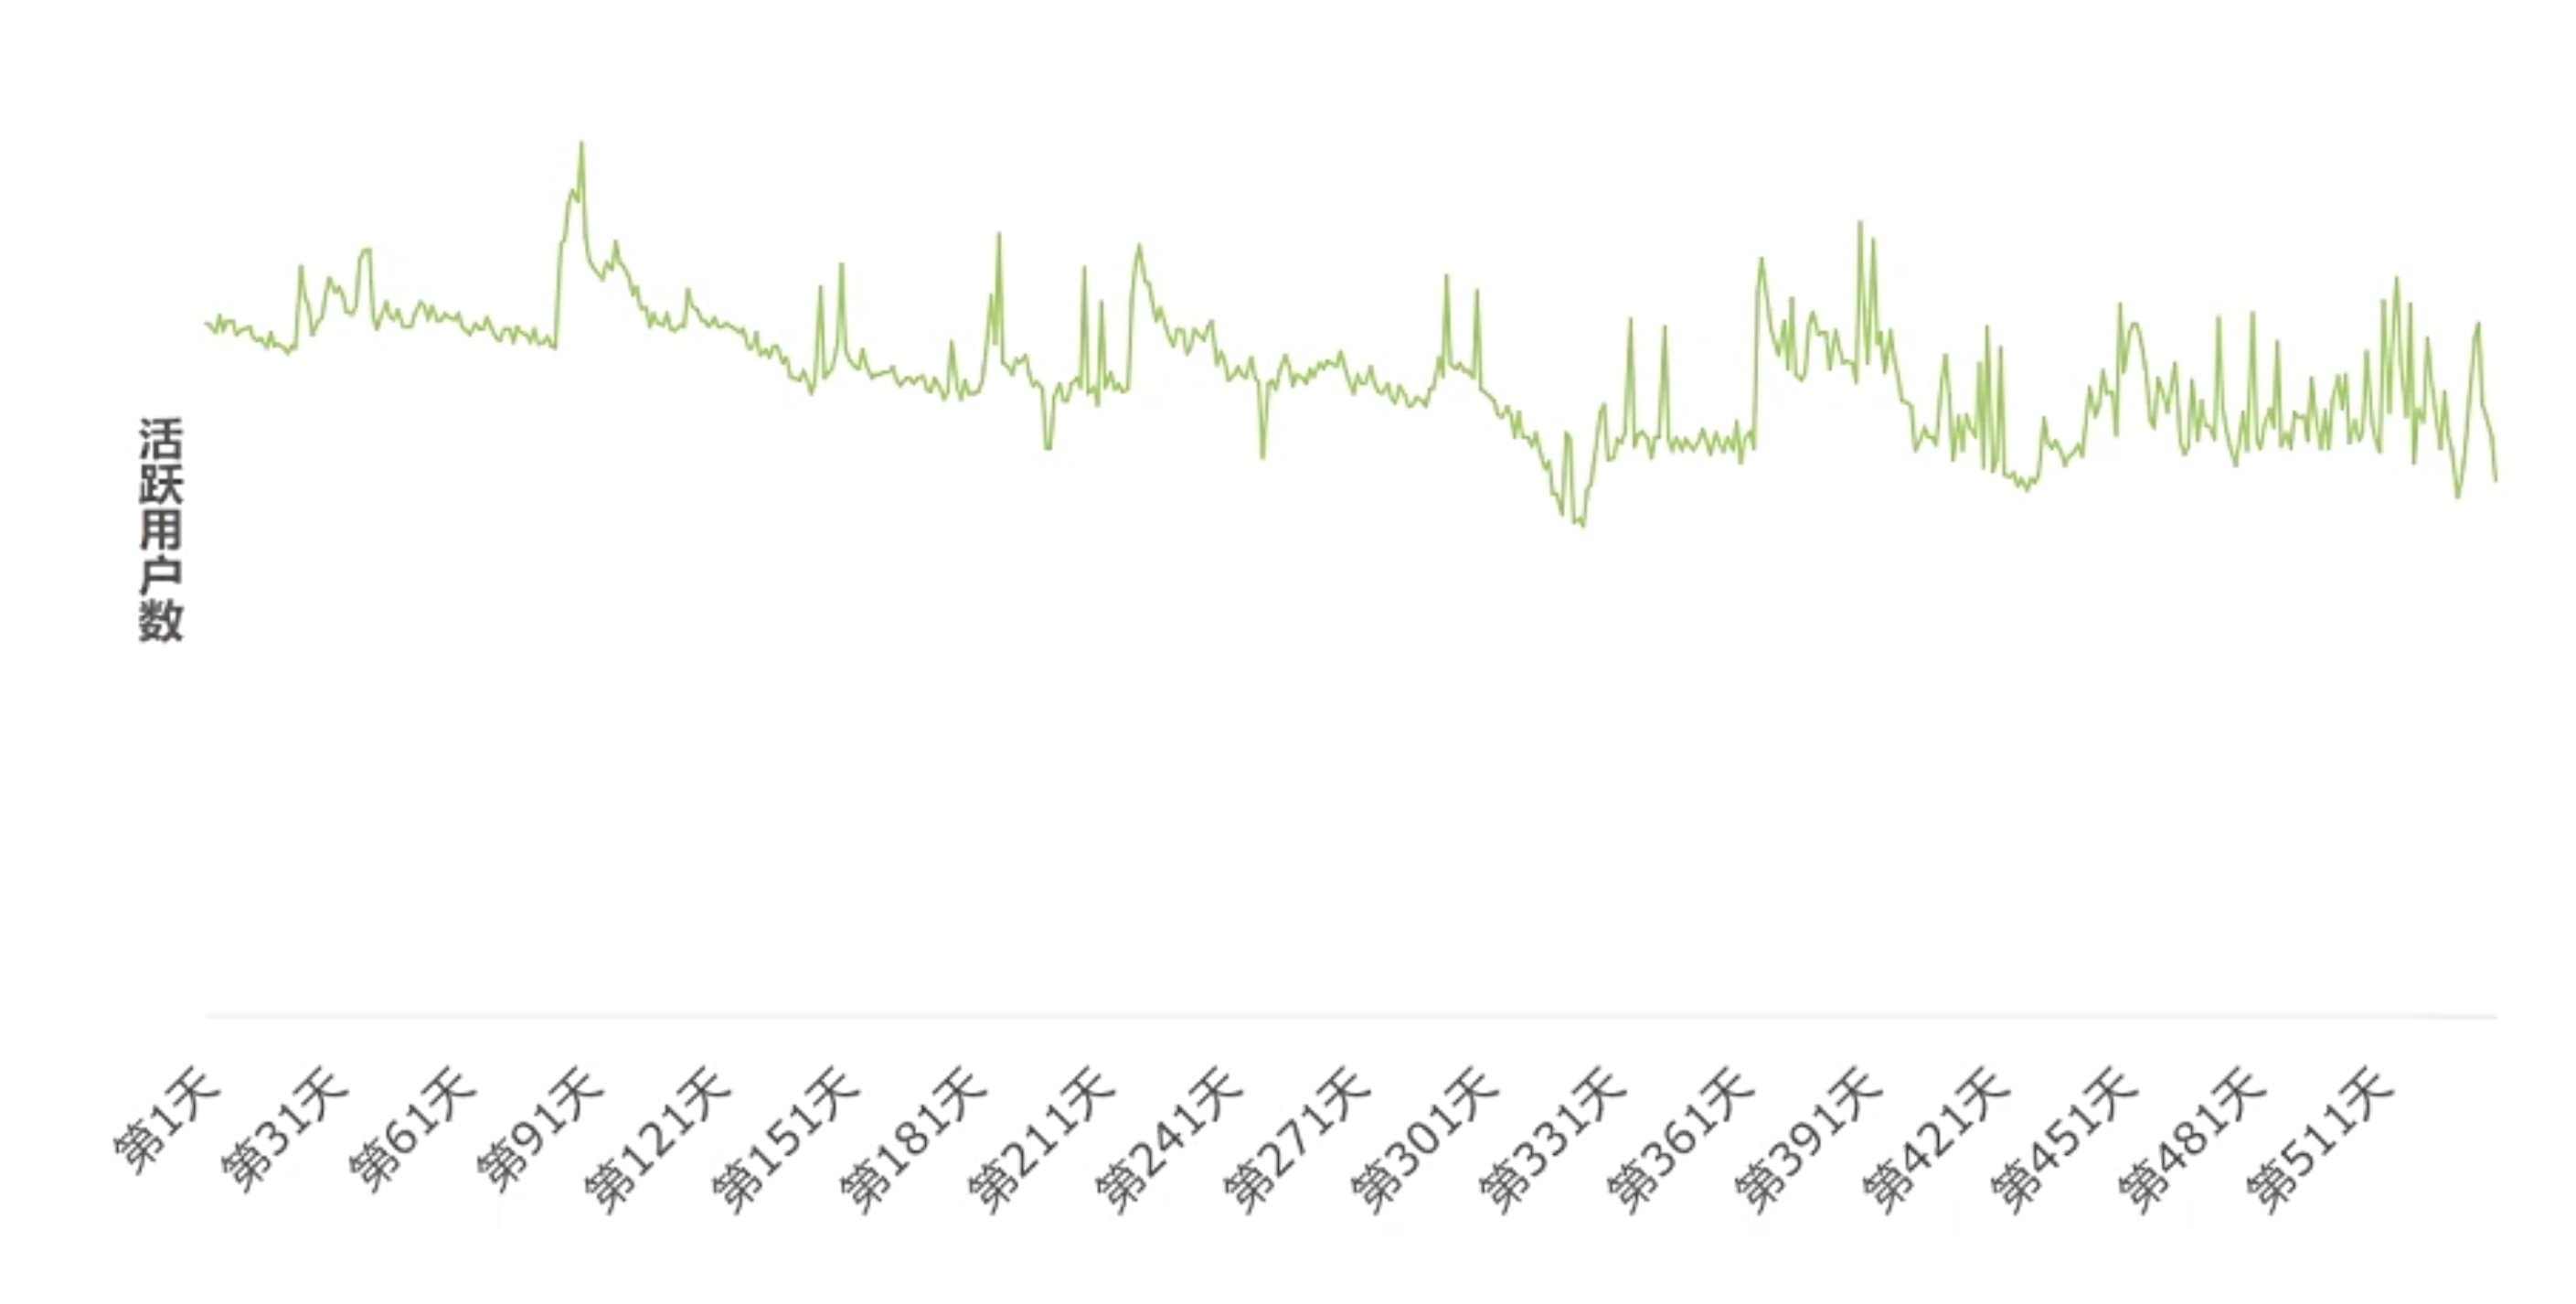 活跃用户数
第1天
第31天
第61天
第91天
第121天
第151天
第181天
第211天
第241天
第271天
第301天
第331天
第361天
第391天
第421天
第451天
第481天
第511天